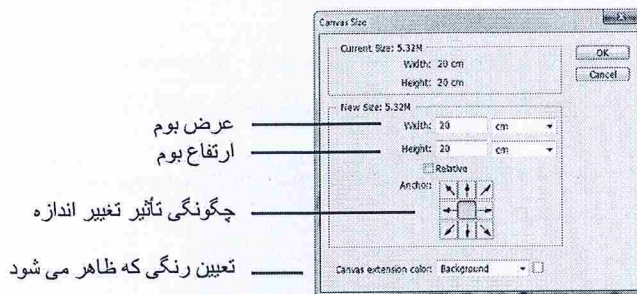 Canvas Size
Current Size: 5.32M
Width: 20 cm
Height: 20 cm
OK
Cancel
New Size: 5.32M
عرض بوم
Width: 20 cm
ارتفاع بوم
Height: 20 cm
Relative
Anchor:
چگونگی تأثیر تغییر اندازه
تعیین رنگی که ظاهر می شود
Canvas extension color: Background